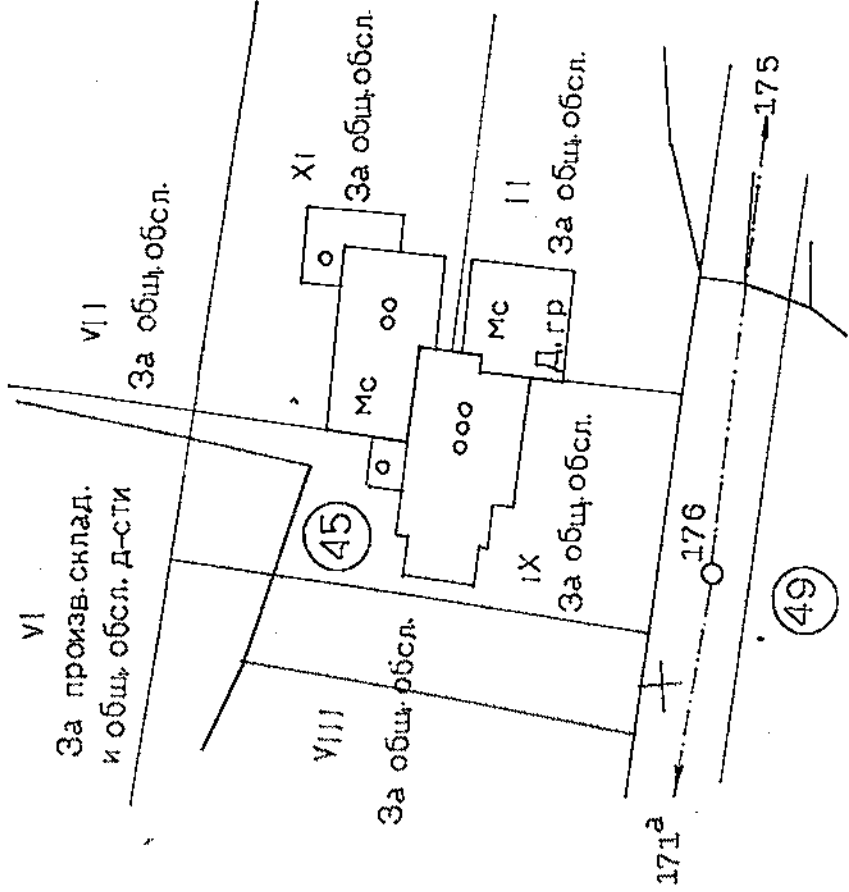 VI
За произв. склад.
и общ. обсл. д-сти
VII
За общ. обсл.
XI
За общ. обсл.
45
Мс
оо
о
о
ооо
Мс
Д. гр
II
За общ. обсл.
VIII
За общ. обсл.
IX
За общ. обсл.
176
175
171а
49